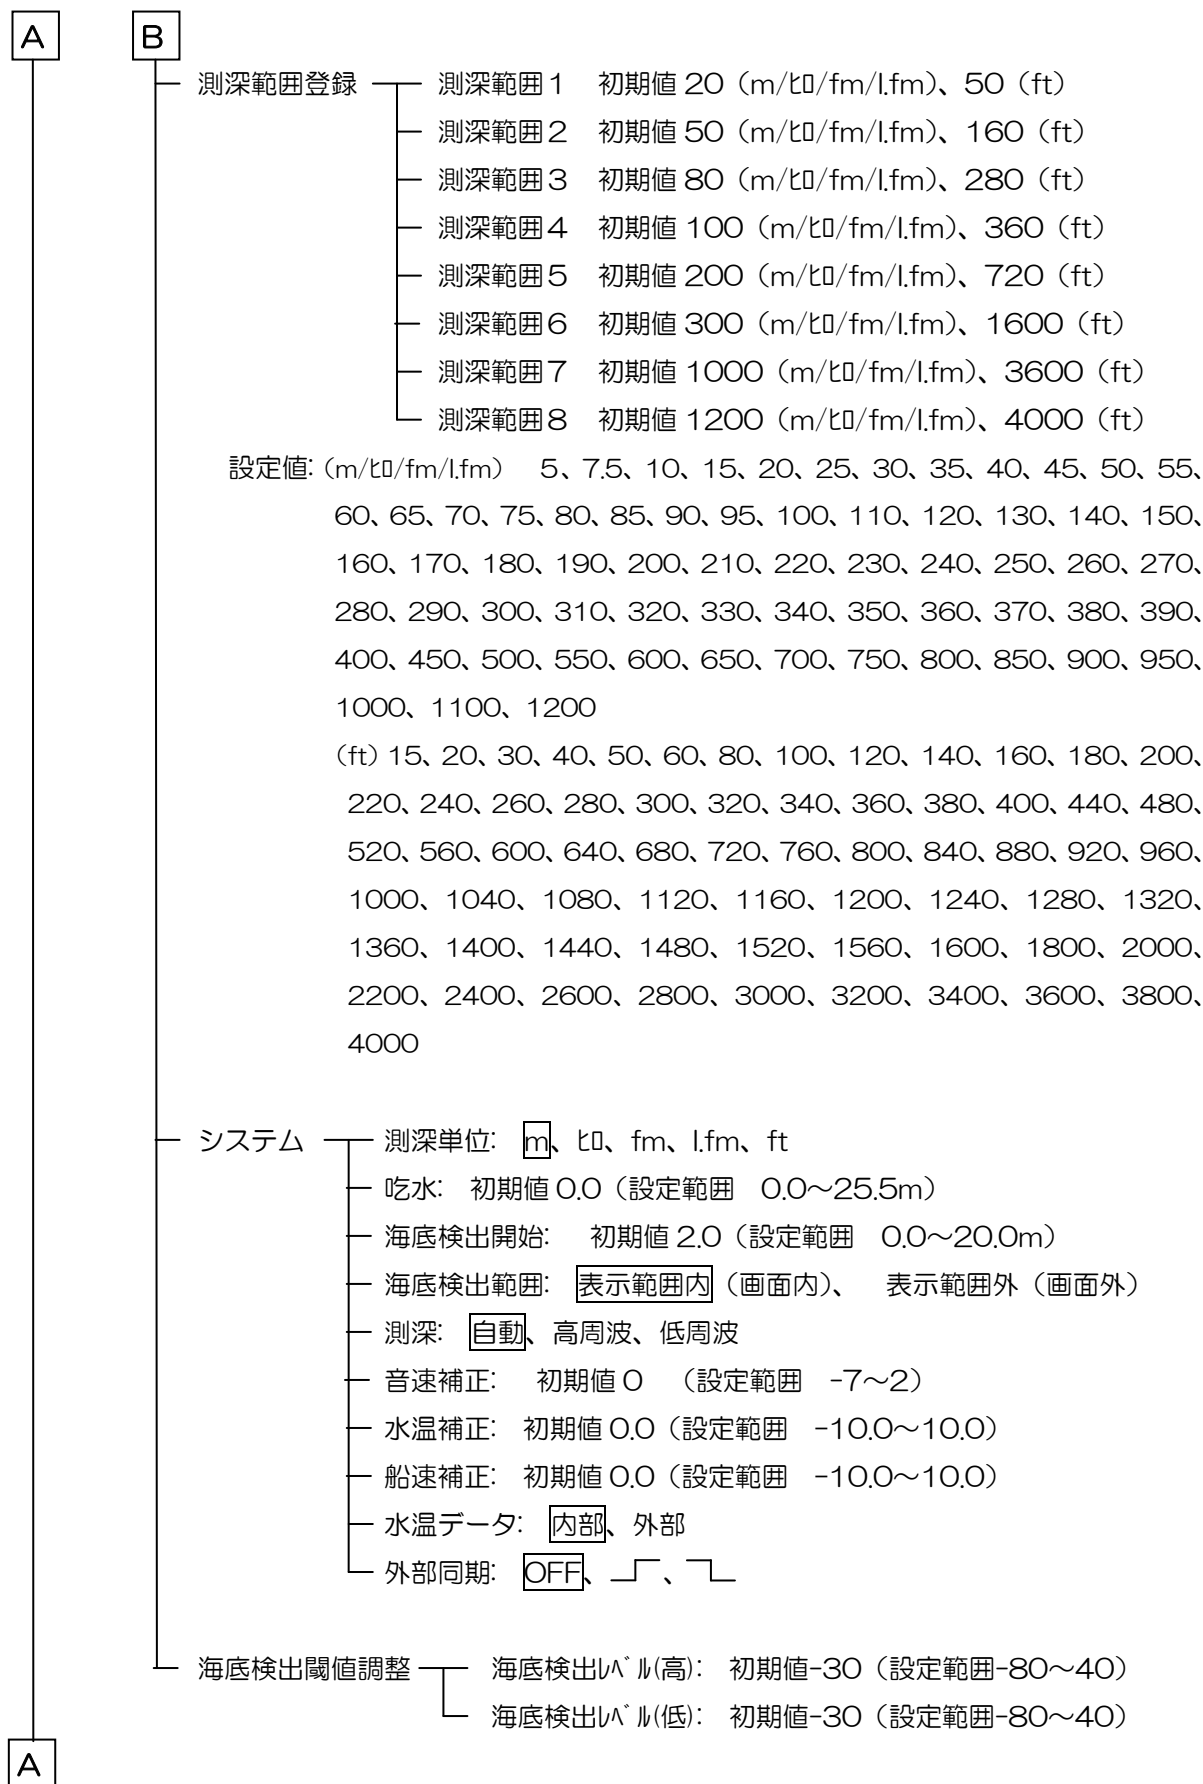 A B
測深範囲登録 測深範囲1 初期値 20（m/ﾋﾛ/fm/I.fm）、50（ft）
測深範囲2 初期値 50（m/ﾋﾛ/fm/I.fm）、160（ft）
測深範囲3 初期値 80（m/ﾋﾛ/fm/I.fm）、280（ft）
測深範囲4 初期値 100（m/ﾋﾛ/fm/I.fm）、360（ft）
測深範囲5 初期値 200（m/ﾋﾛ/fm/I.fm）、720（ft）
測深範囲6 初期値 300（m/ﾋﾛ/fm/I.fm）、1600（ft）
測深範囲7 初期値 1000（m/ﾋﾛ/fm/I.fm）、3600（ft）
測深範囲8 初期値 1200（m/ﾋﾛ/fm/I.fm）、4000（ft）
設定値:（m/ﾋﾛ/fm/I.fm） 5、7.5、10、15、20、25、30、35、40、45、50、55、
60、65、70、75、80、85、90、95、100、110、120、130、140、150、
160、170、180、190、200、210、220、230、240、250、260、270、
280、290、300、310、320、330、340、350、360、370、380、390、
400、450、500、550、600、650、700、750、800、850、900、950、
1000、1100、1200
（ft）15、20、30、40、50、60、80、100、120、140、160、180、200、
220、240、260、280、300、320、340、360、380、400、440、480、
520、560、600、640、680、720、760、800、840、880、920、960、
1000、1040、1080、1120、1160、1200、1240、1280、1320、
1360、1400、1440、1480、1520、1560、1600、1800、2000、
2200、2400、2600、2800、3000、3200、3400、3600、3800、
4000
システム 測深単位: m、ﾋﾛ、fm、I.fm、ft
吃水: 初期値 0.0（設定範囲 0.0～25.5m）
海底検出開始: 初期値 2.0（設定範囲 0.0～20.0m）
海底検出範囲: 表示範囲内（画面内）、 表示範囲外（画面外）
測深: 自動、高周波、低周波
音速補正: 初期値 0 （設定範囲 -7～2）
水温補正: 初期値 0.0（設定範囲 -10.0～10.0）
船速補正: 初期値 0.0（設定範囲 -10.0～10.0）
水温データ: 内部、外部
外部同期: OFF、 、
海底検出閾値調整 海底検出ﾚﾍﾞﾙ(高): 初期値-30（設定範囲-80～40）
海底検出ﾚﾍﾞﾙ(低): 初期値-30（設定範囲-80～40）
A